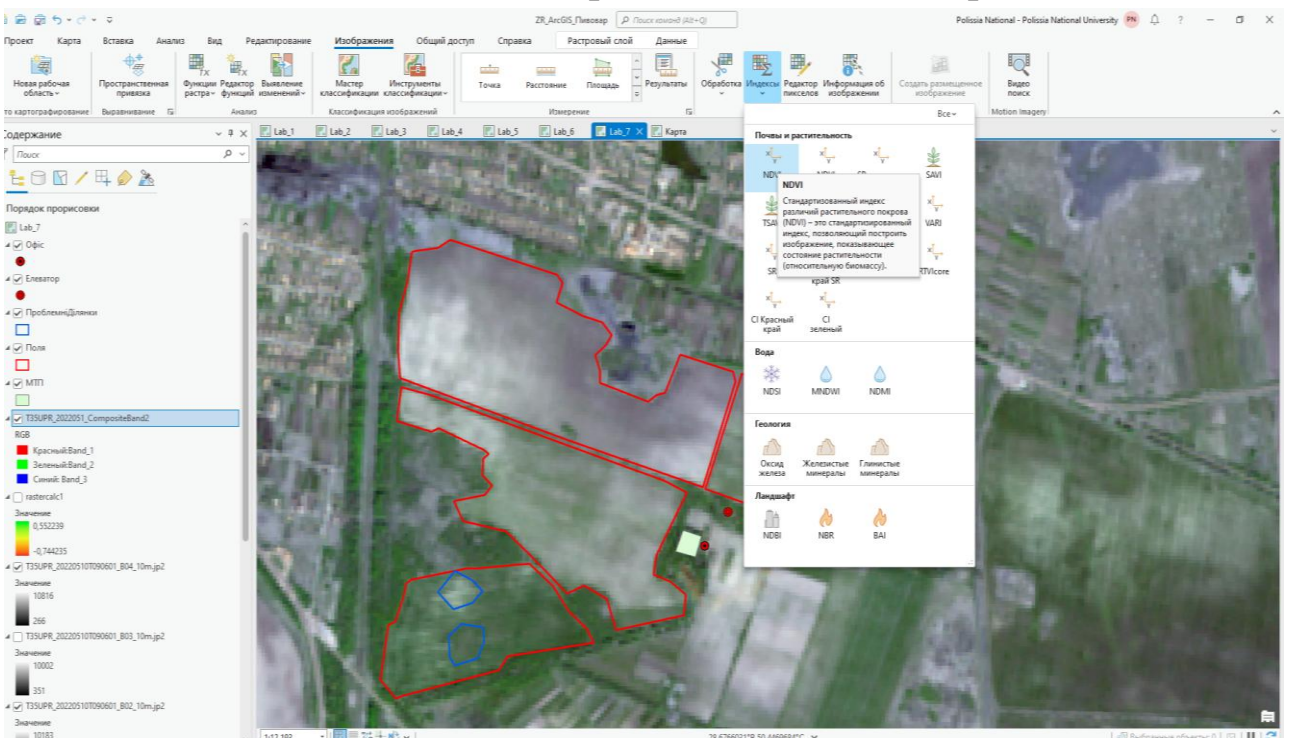 ZR_ArcGIS_Пивовар
Поиск команд (Alt+Q)
Polissia National - Polissia National University
PN
?
Проект Карта Вставка Анализ Вид Редактирование Изображения Общий доступ Справка Растровый слой Данные
Новая рабочая область
Пространственная привязка
Функции растра
Редактор функций
Выявление изменений
Мастер классификации
Инструменты классификации
Точка
Расстояние
Площадь
Результаты
Обработка
Индексы
Редактор пикселов
Информация об изображении
Создать размещенное изображение
Видео поиск
то картографирование
Выравнивание
Анализ
Классификация изображений
Измерение
Motion Imagery
Содержание
Поиск
Порядок прорисовки
Lab_7
Офіс
Елеватор
ПроблемніДілянки
Поля
МТП
T35UPR_2022051_CompositeBand2
RGB
Красный:Band_1
Зеленый:Band_2
Синий: Band_3
rastercalc1
Значение
0,552239
-0,744235
T35UPR_20220510T090601_B04_10m.jp2
Значение
10816
266
T35UPR_20220510T090601_B03_10m.jp2
Значение
10002
351
T35UPR_20220510T090601_B02_10m.jp2
Значение
10183
Lab_1 Lab_2 Lab_3 Lab_4 Lab_5 Lab_6 Lab_7 Карта
Все
Почвы и растительность
SAVI
VARI
NDVI
Стандартизованный индекс
различий растительного покрова
(NDVI) – это стандартизированный
индекс, позволяющий построить
изображение, показывающее
состояние растительности
(относительную биомассу).
край SR
RTVIcore
CI Красный край
CI зеленый
Вода
NDSI MNDWI NDMI
Геология
Оксид железа
Железистые минералы
Глинистые минералы
Ландшафт
NDBI NBR BAI